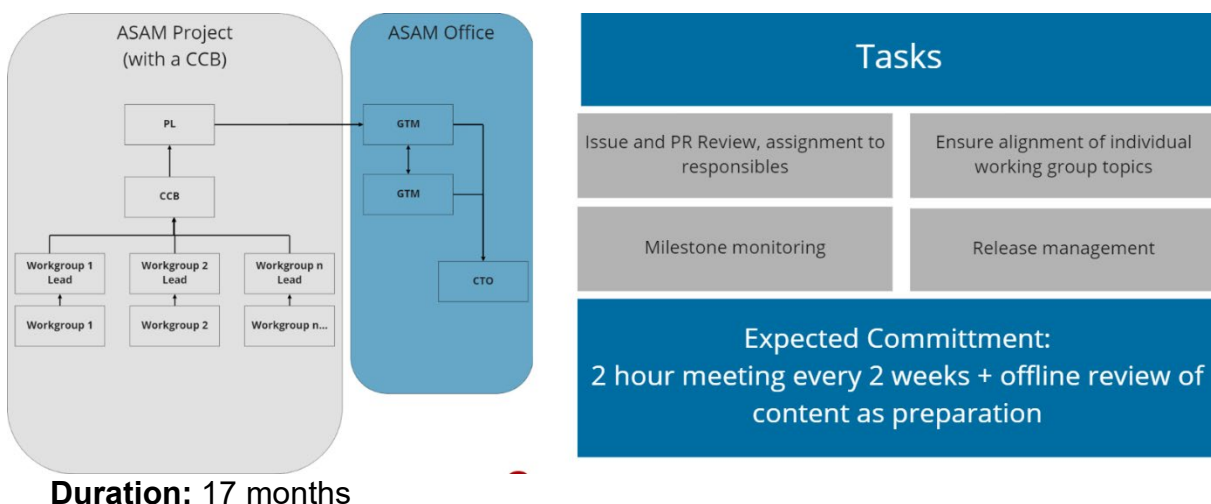 ASAM Project
(with a CCB)
PL
CCB
Workgroup 1
Lead
Workgroup 2
Lead
Workgroup n
Lead
Workgroup 1
Workgroup 2
Workgroup n...
ASAM Office
GTM
GTM
CTO
Tasks
Issue and PR Review, assignment to
responsibles
Ensure alignment of individual
working group topics
Milestone monitoring
Release management
Expected Committment:
2 hour meeting every 2 weeks + offline review of
content as preparation
Duration: 17 months